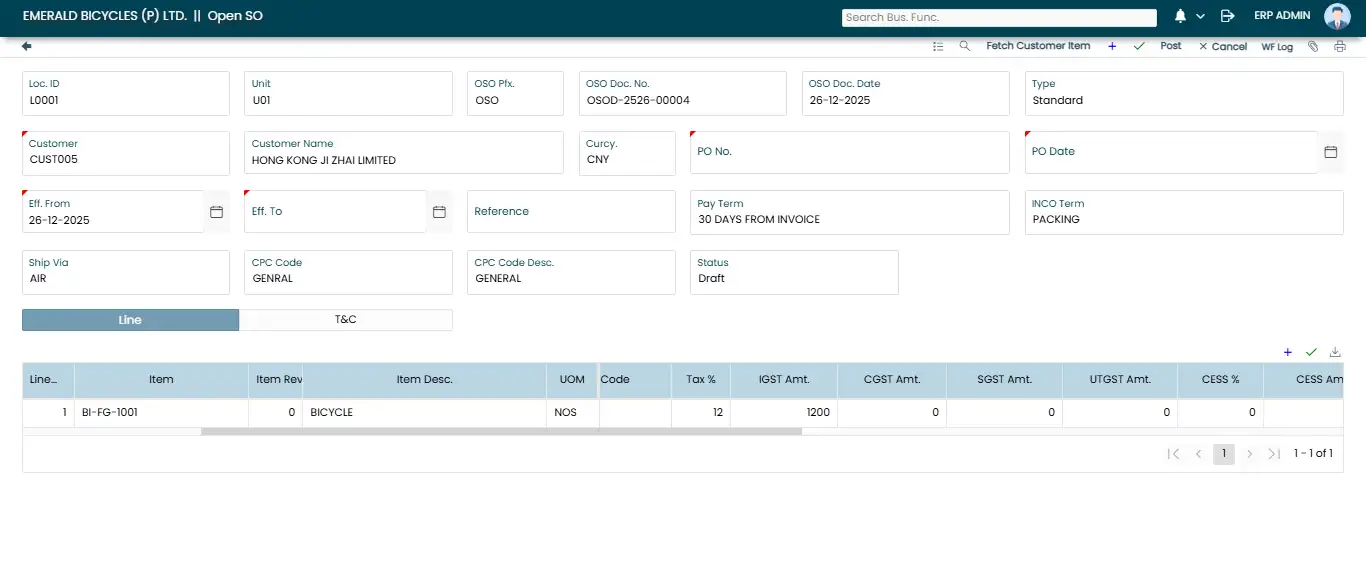 EMERALD BICYCLES (P) LTD. || Open SO
Search Bus. Func.
ERP ADMIN
Fetch Customer Item
Post
Cancel
WF Log
Loc. ID
L0001
Unit
U01
OSO Pfx.
OSO
OSO Doc. No.
OSOD-2526-00004
OSO Doc. Date
26-12-2025
Type
Standard
Customer
CUST005
Customer Name
HONG KONG JI ZHAI LIMITED
Curcy.
CNY
PO No.
PO Date
Eff. From
26-12-2025
Eff. To
Reference
Pay Term
30 DAYS FROM INVOICE
INCO Term
PACKING
Ship Via
AIR
CPC Code
GENRAL
CPC Code Desc.
GENERAL
Status
Draft
Line
T&C
Line... Item Item Rev Item Desc. UOM Code Tax % IGST Amt. CGST Amt. SGST Amt. UTGST Amt. CESS % CESS Am
1 BI-FG-1001 0 BICYCLE NOS 12 1200 0 0 0 0
1 1 - 1 of 1